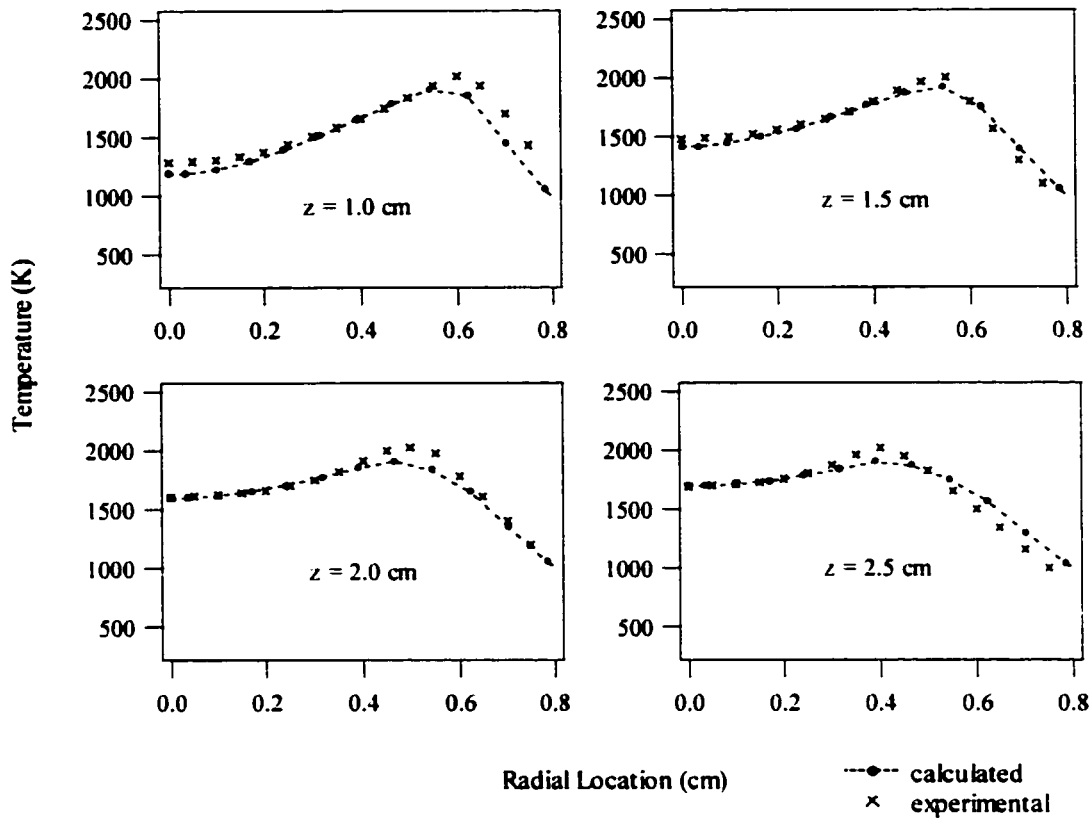 2500
2000
1500
1000
500
z = 1.0 cm
0.0 0.2 0.4 0.6 0.8
2500
2000
1500
1000
500
z = 1.5 cm
0.0 0.2 0.4 0.6 0.8
Temperature (K)
2500
2000
1500
1000
500
z = 2.0 cm
0.0 0.2 0.4 0.6 0.8
2500
2000
1500
1000
500
z = 2.5 cm
0.0 0.2 0.4 0.6 0.8
Radial Location (cm)
calculated
experimental